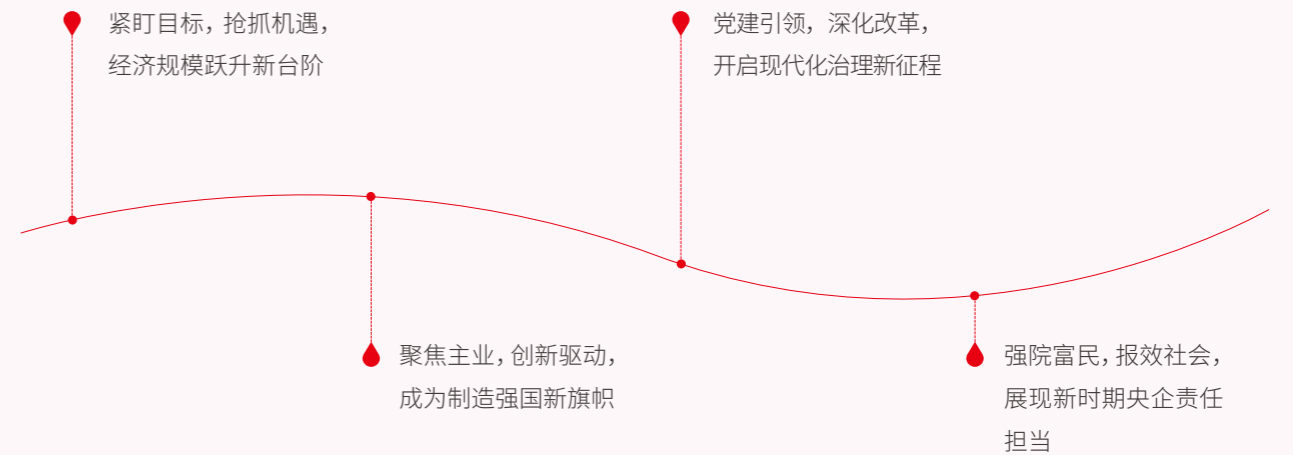 紧盯目标，抢抓机遇，
经济规模跃升新台阶
聚焦主业，创新驱动，
成为制造强国新旗帜
党建引领，深化改革，
开启现代化治理新征程
强院富民，报效社会，
展现新时期央企责任
担当